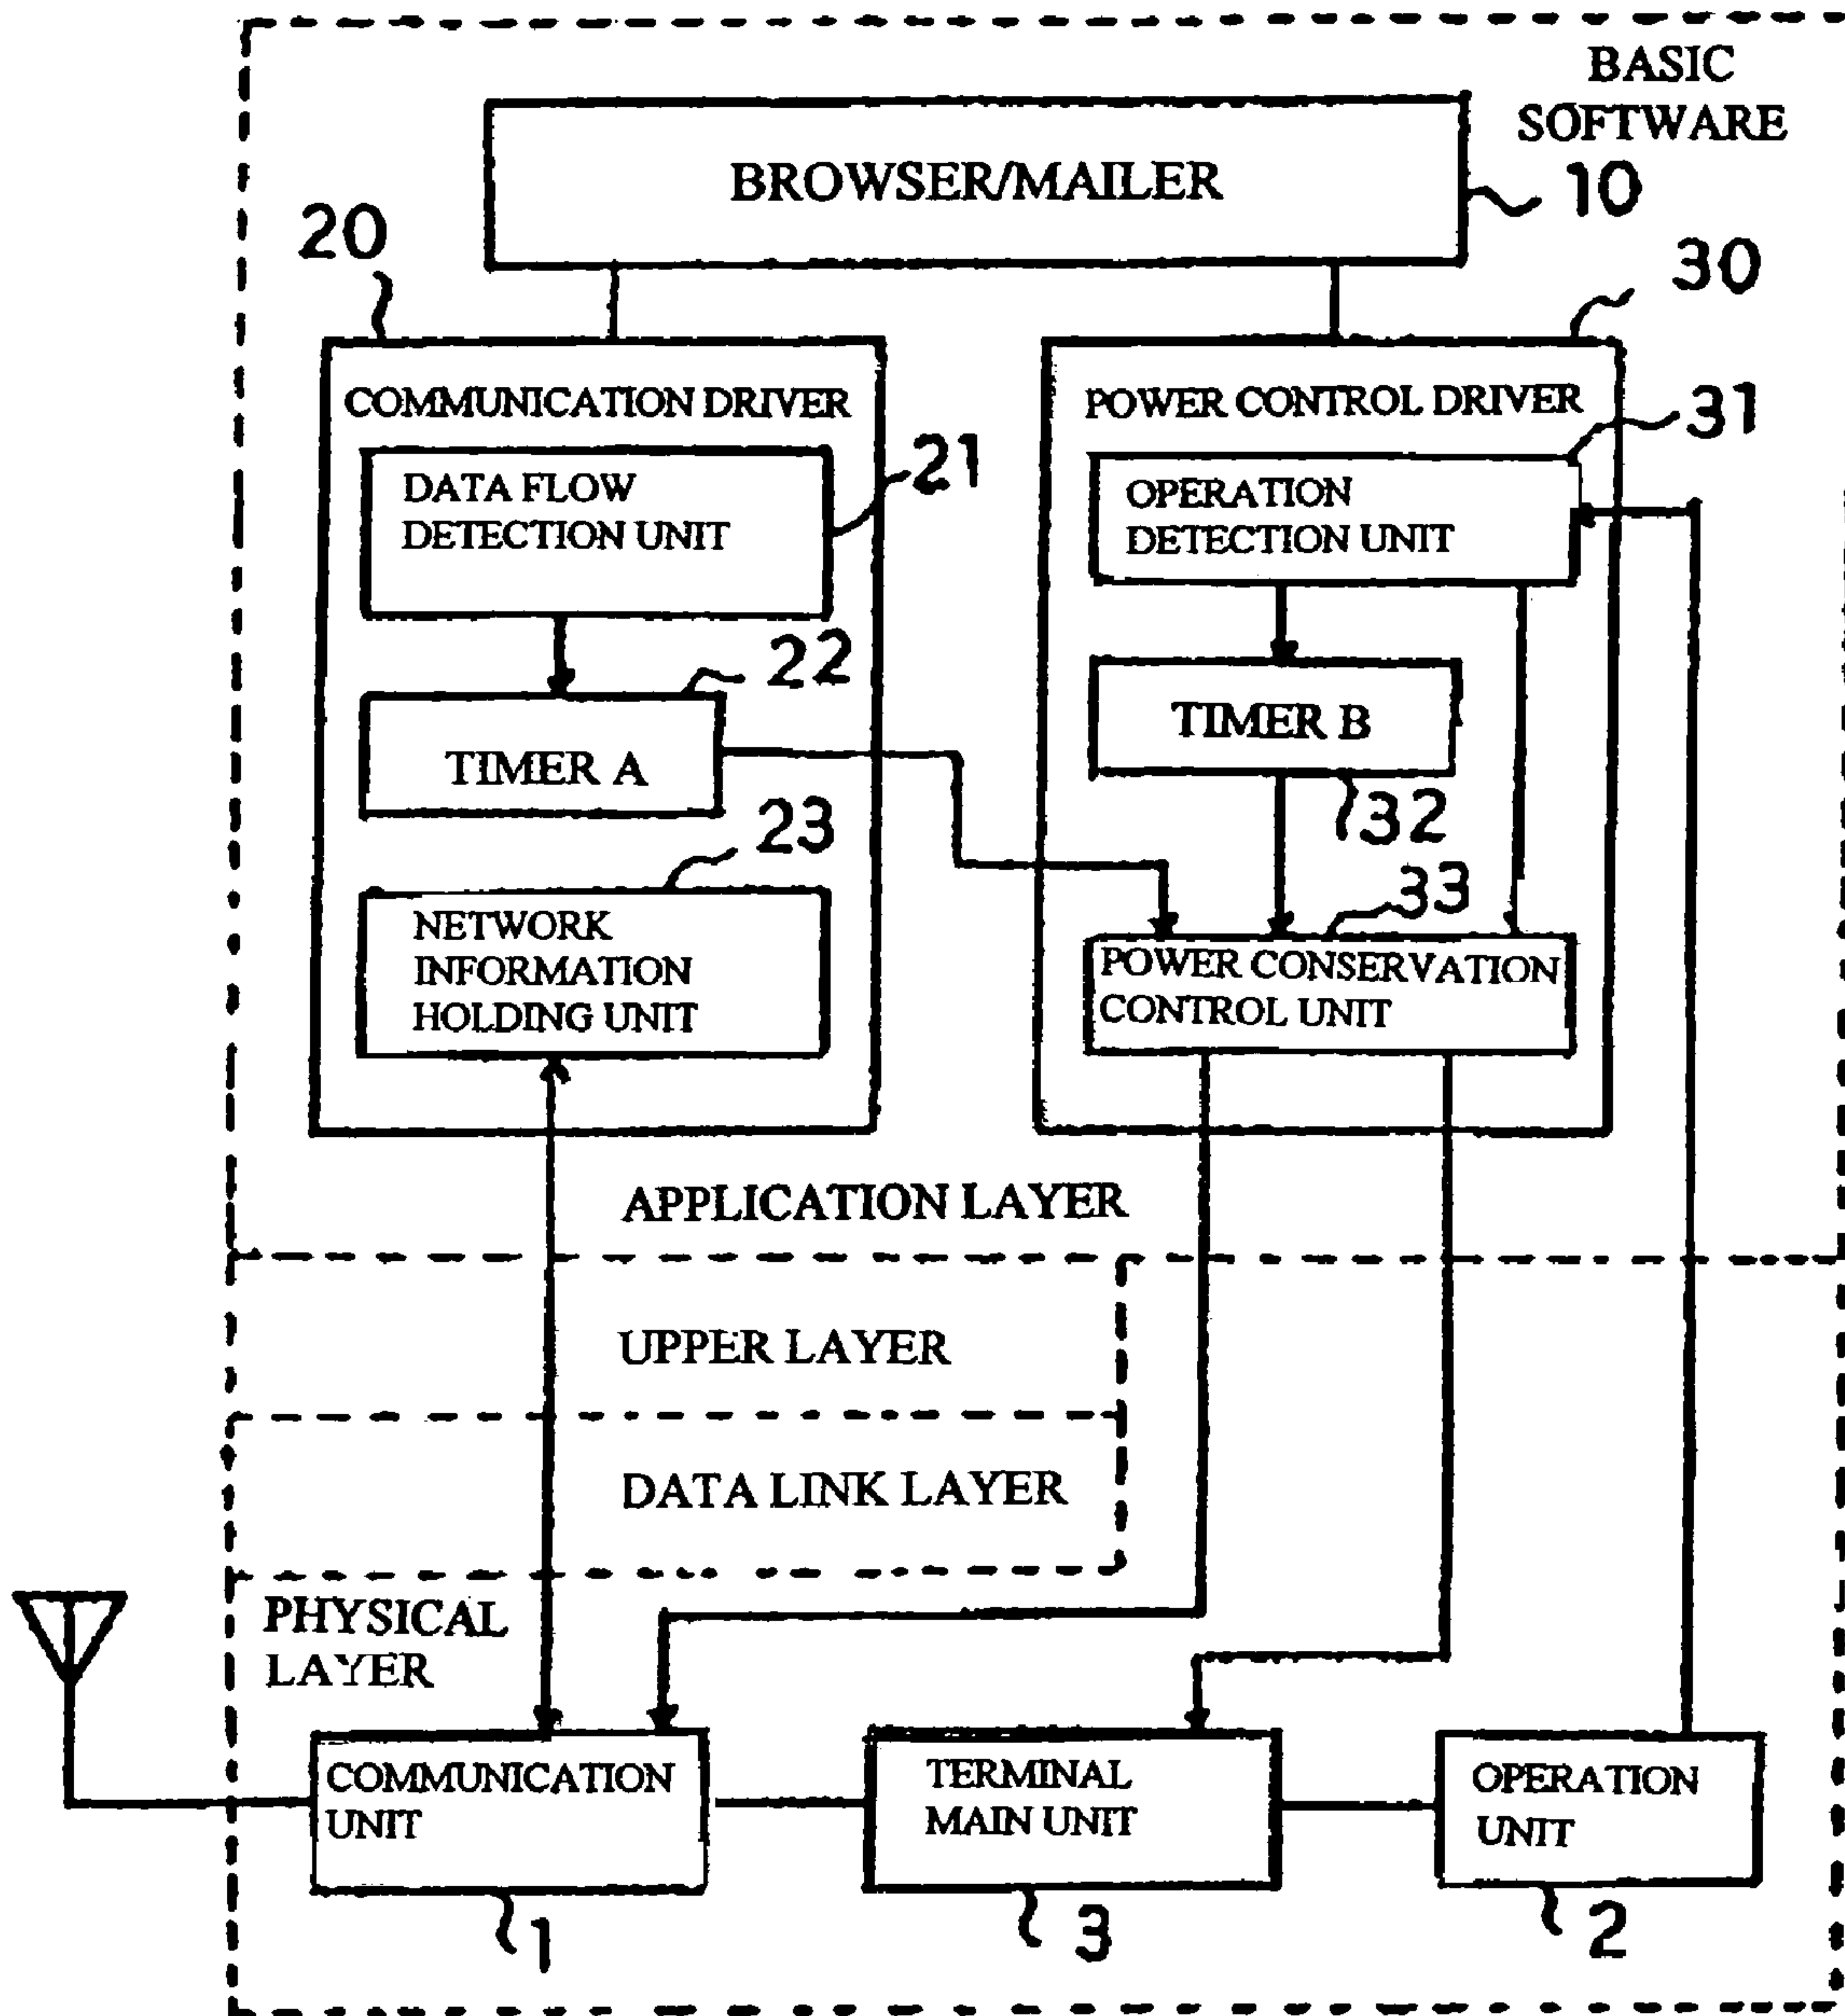 BASIC
SOFTWARE
BROWSER/MAILER
10
20
30
COMMUNICATION DRIVER
POWER CONTROL DRIVER
31
DATA FLOW
DETECTION UNIT
21
OPERATION
DETECTION UNIT
22
TIMER A
TIMER B
32
23
33
NETWORK
INFORMATION
HOLDING UNIT
POWER CONSERVATION
CONTROL UNIT
APPLICATION LAYER
UPPER LAYER
DATA LINK LAYER
PHYSICAL
LAYER
COMMUNICATION
UNIT
TERMINAL
MAIN UNIT
OPERATION
UNIT
1
3
2